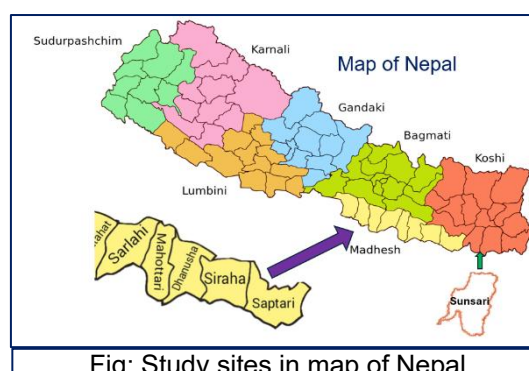 Sudurpashchim
Karnali
Map of Nepal
Gandaki
Bagmati
Koshi
Lumbini
Madhesh
Sarlahi
Mahottari
Dhanusha
Siraha
Saptari
Sunsari
Fig: Study sites in map of Nepal